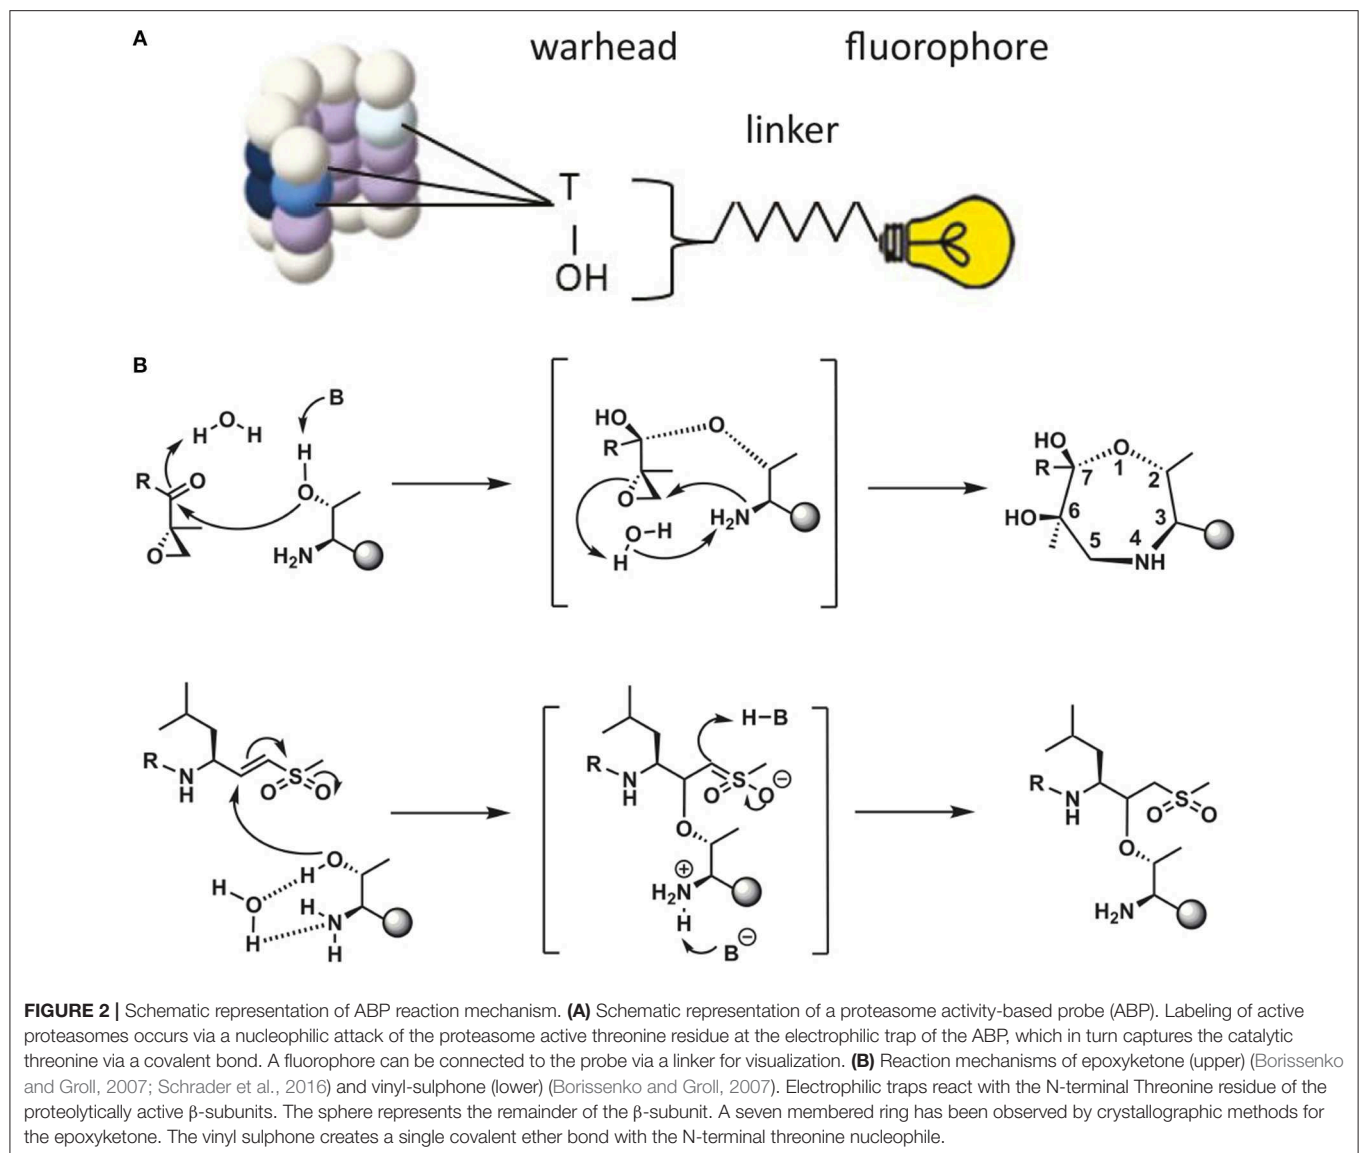 A
warhead
fluorophore
linker
T
OH
B
B
H
O
H
H
H
R
O
O
O
H2N
HO
R
O
O
O-H
H
H2N
HO
R
O
1
7
2
HO
6
3
5
4
NH
R
N
H
S
O
O
O
H
H
O
H
H
N
H
H-B
R
N
H
S
O
O
⊖
O
⊕
H2N
H
B
⊖
R
N
H
S
O
O
O
H2N
FIGURE 2 | Schematic representation of ABP reaction mechanism. (A) Schematic representation of a proteasome activity-based probe (ABP). Labeling of active
proteasomes occurs via a nucleophilic attack of the proteasome active threonine residue at the electrophilic trap of the ABP, which in turn captures the catalytic
threonine via a covalent bond. A fluorophore can be connected to the probe via a linker for visualization. (B) Reaction mechanisms of epoxyketone (upper) (Borissenko
and Groll, 2007; Schrader et al., 2016) and vinyl-sulphone (lower) (Borissenko and Groll, 2007). Electrophilic traps react with the N-terminal Threonine residue of the
proteolytically active β-subunits. The sphere represents the remainder of the β-subunit. A seven membered ring has been observed by crystallographic methods for
the epoxyketone. The vinyl sulphone creates a single covalent ether bond with the N-terminal threonine nucleophile.